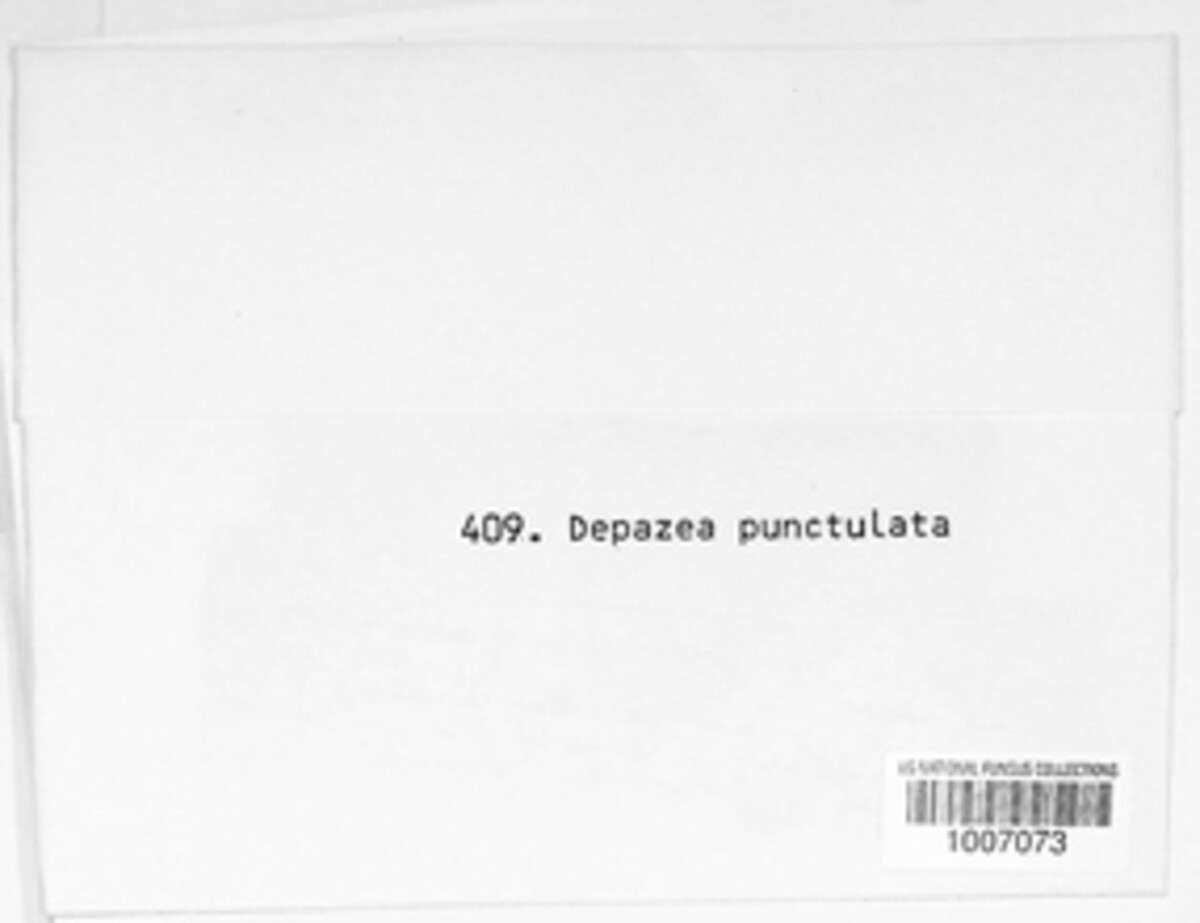 409. Depazea punctulata
US NATIONAL FUNGUS COLLECTIONS
1007073